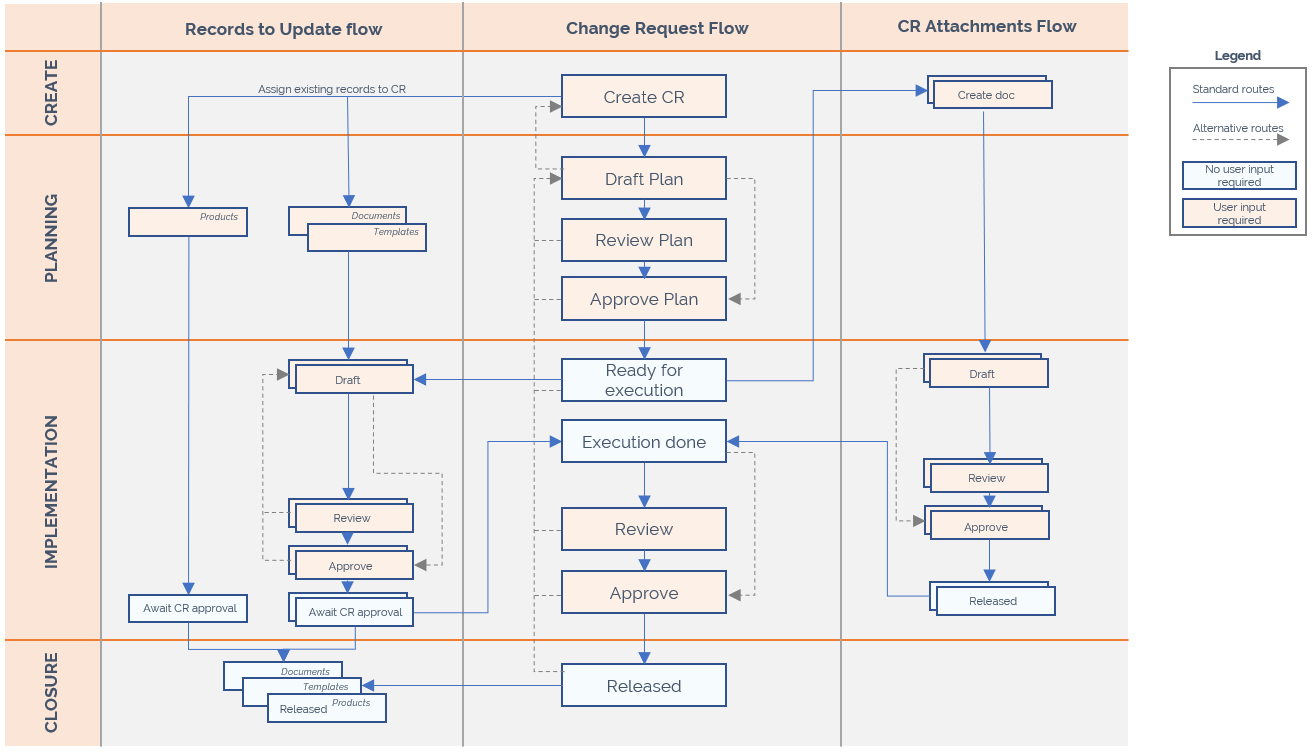 Records to Update flow
Change Request Flow
CR Attachments Flow
Legend
Standard routes
Alternative routes
No user input
required
User input
required
CREATE
Assign existing records to CR
Create CR
Create doc
PLANNING
Products
Documents
Templates
Draft Plan
Review Plan
Approve Plan
IMPLEMENTATION
Draft
Review
Approve
Await CR approval
Await CR approval
Ready for
execution
Execution done
Review
Approve
Draft
Review
Approve
Released
CLOSURE
Documents
Templates
Products
Released
Released